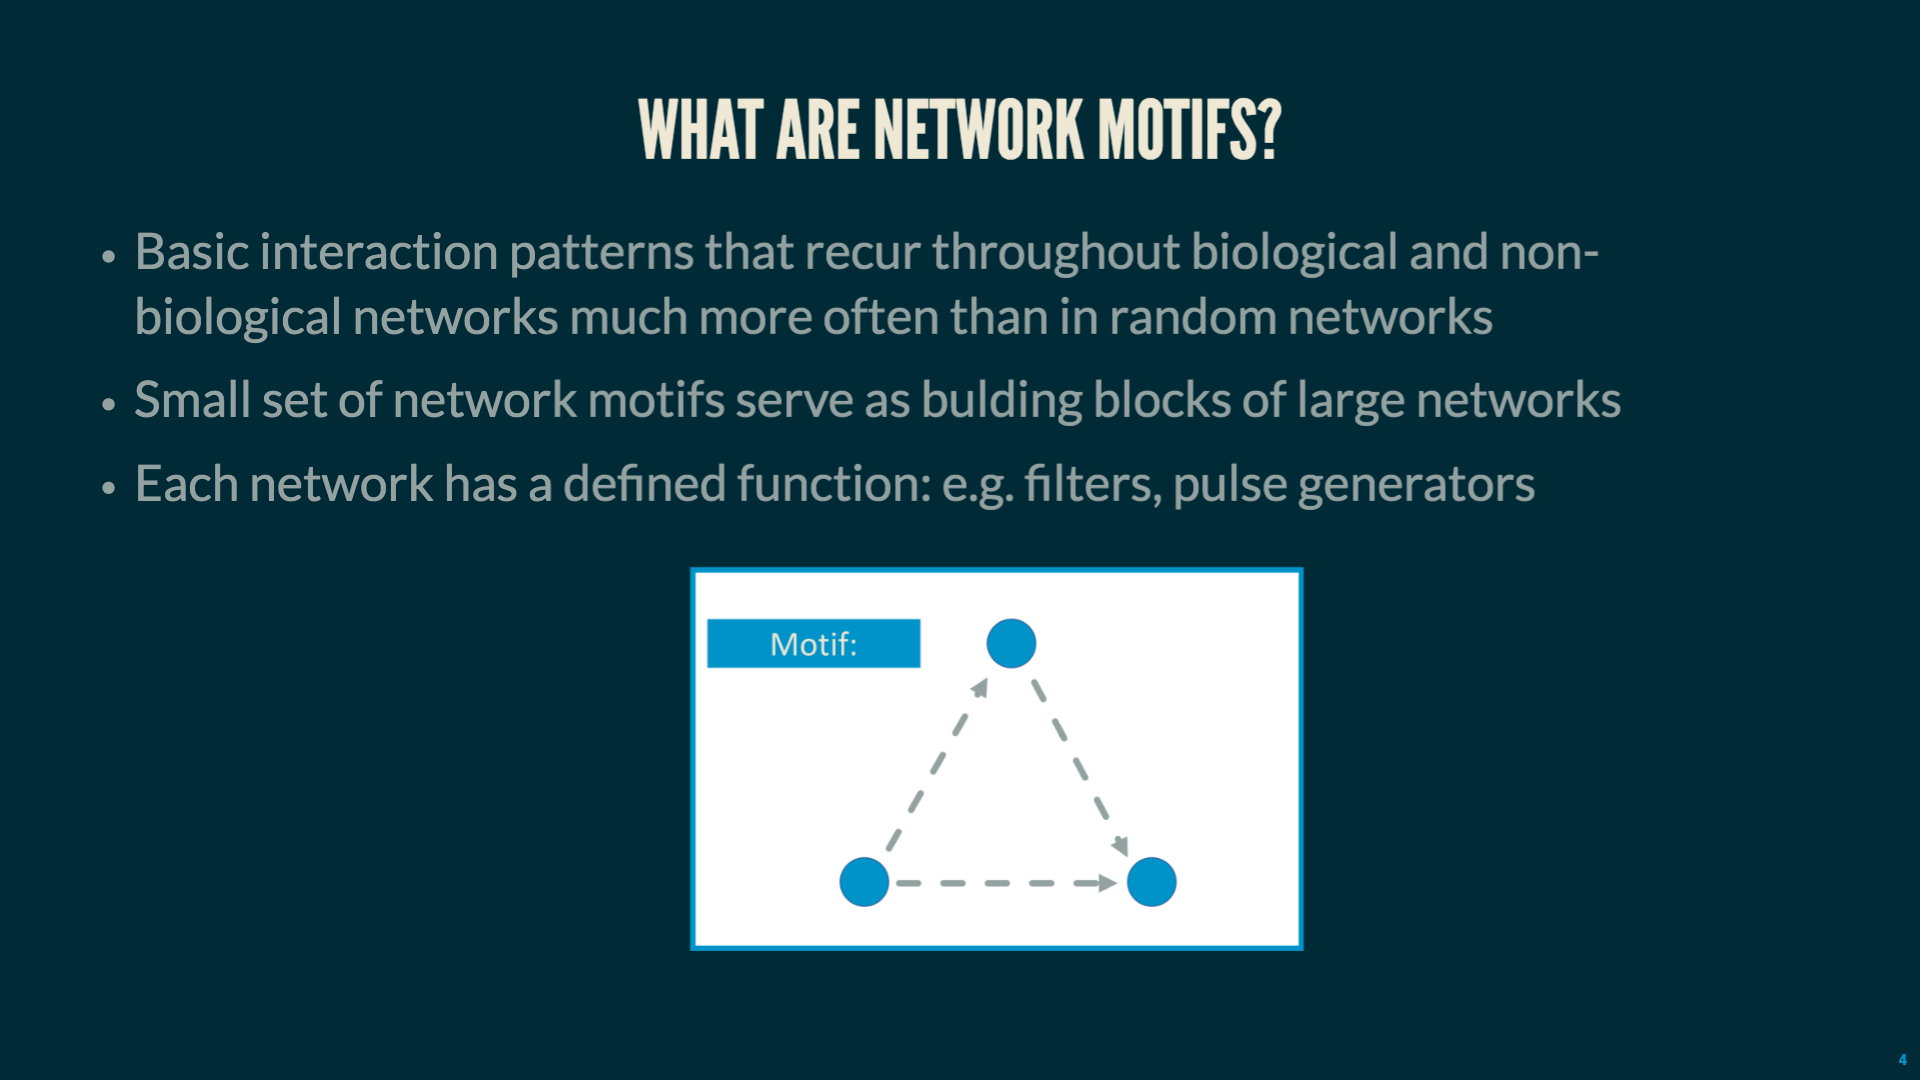 WHAT ARE NETWORK MOTIFS?
• Basic interaction patterns that recur throughout biological and non-
biological networks much more often than in random networks
• Small set of network motifs serve as bulding blocks of large networks
• Each network has a defined function: e.g. filters, pulse generators
Motif:
4